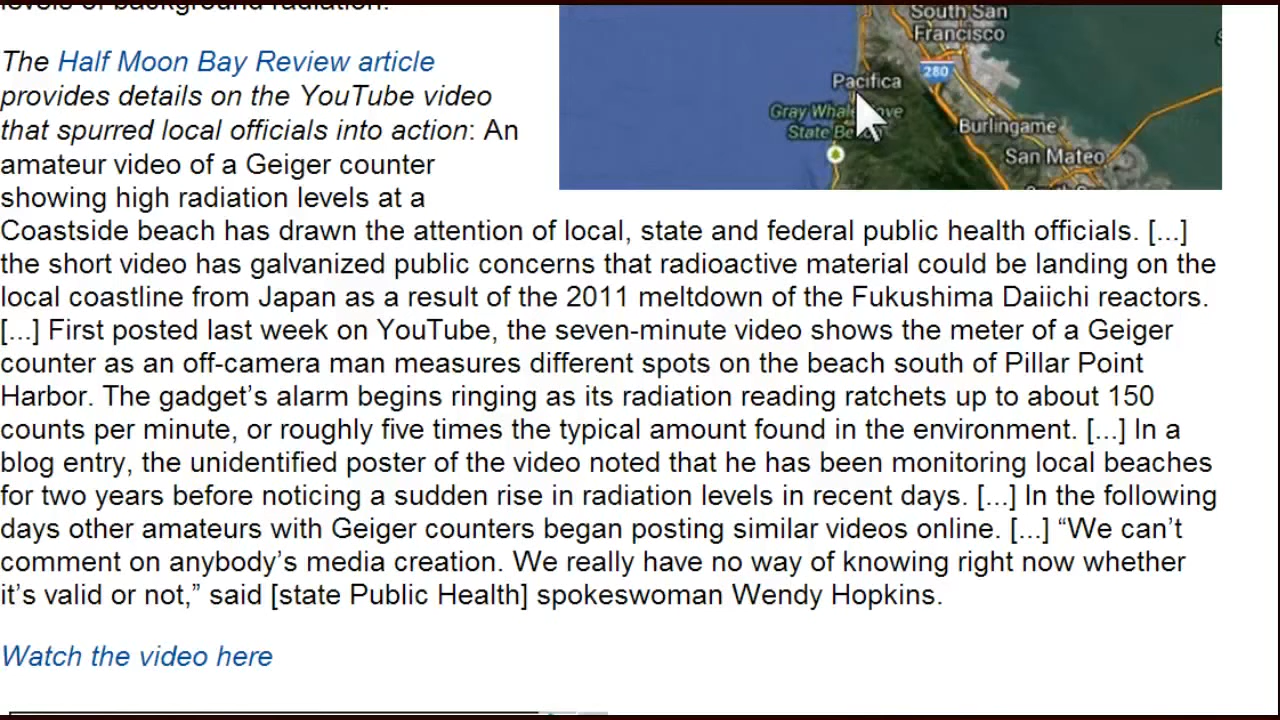 levels of background radiation.
The Half Moon Bay Review article
provides details on the YouTube video
that spurred local officials into action: An
amateur video of a Geiger counter
showing high radiation levels at a
Coastside beach has drawn the attention of local, state and federal public health officials. [...]
the short video has galvanized public concerns that radioactive material could be landing on the
local coastline from Japan as a result of the 2011 meltdown of the Fukushima Daiichi reactors.
[...] First posted last week on YouTube, the seven-minute video shows the meter of a Geiger
counter as an off-camera man measures different spots on the beach south of Pillar Point
Harbor. The gadget’s alarm begins ringing as its radiation reading ratchets up to about 150
counts per minute, or roughly five times the typical amount found in the environment. [...] In a
blog entry, the unidentified poster of the video noted that he has been monitoring local beaches
for two years before noticing a sudden rise in radiation levels in recent days. [...] In the following
days other amateurs with Geiger counters began posting similar videos online. [...] “We can’t
comment on anybody’s media creation. We really have no way of knowing right now whether
it’s valid or not,” said [state Public Health] spokeswoman Wendy Hopkins.
Watch the video here
South San
Francisco
280
Pacifica
Gray Whale Cove
State Beach
Burlingame
San Mateo